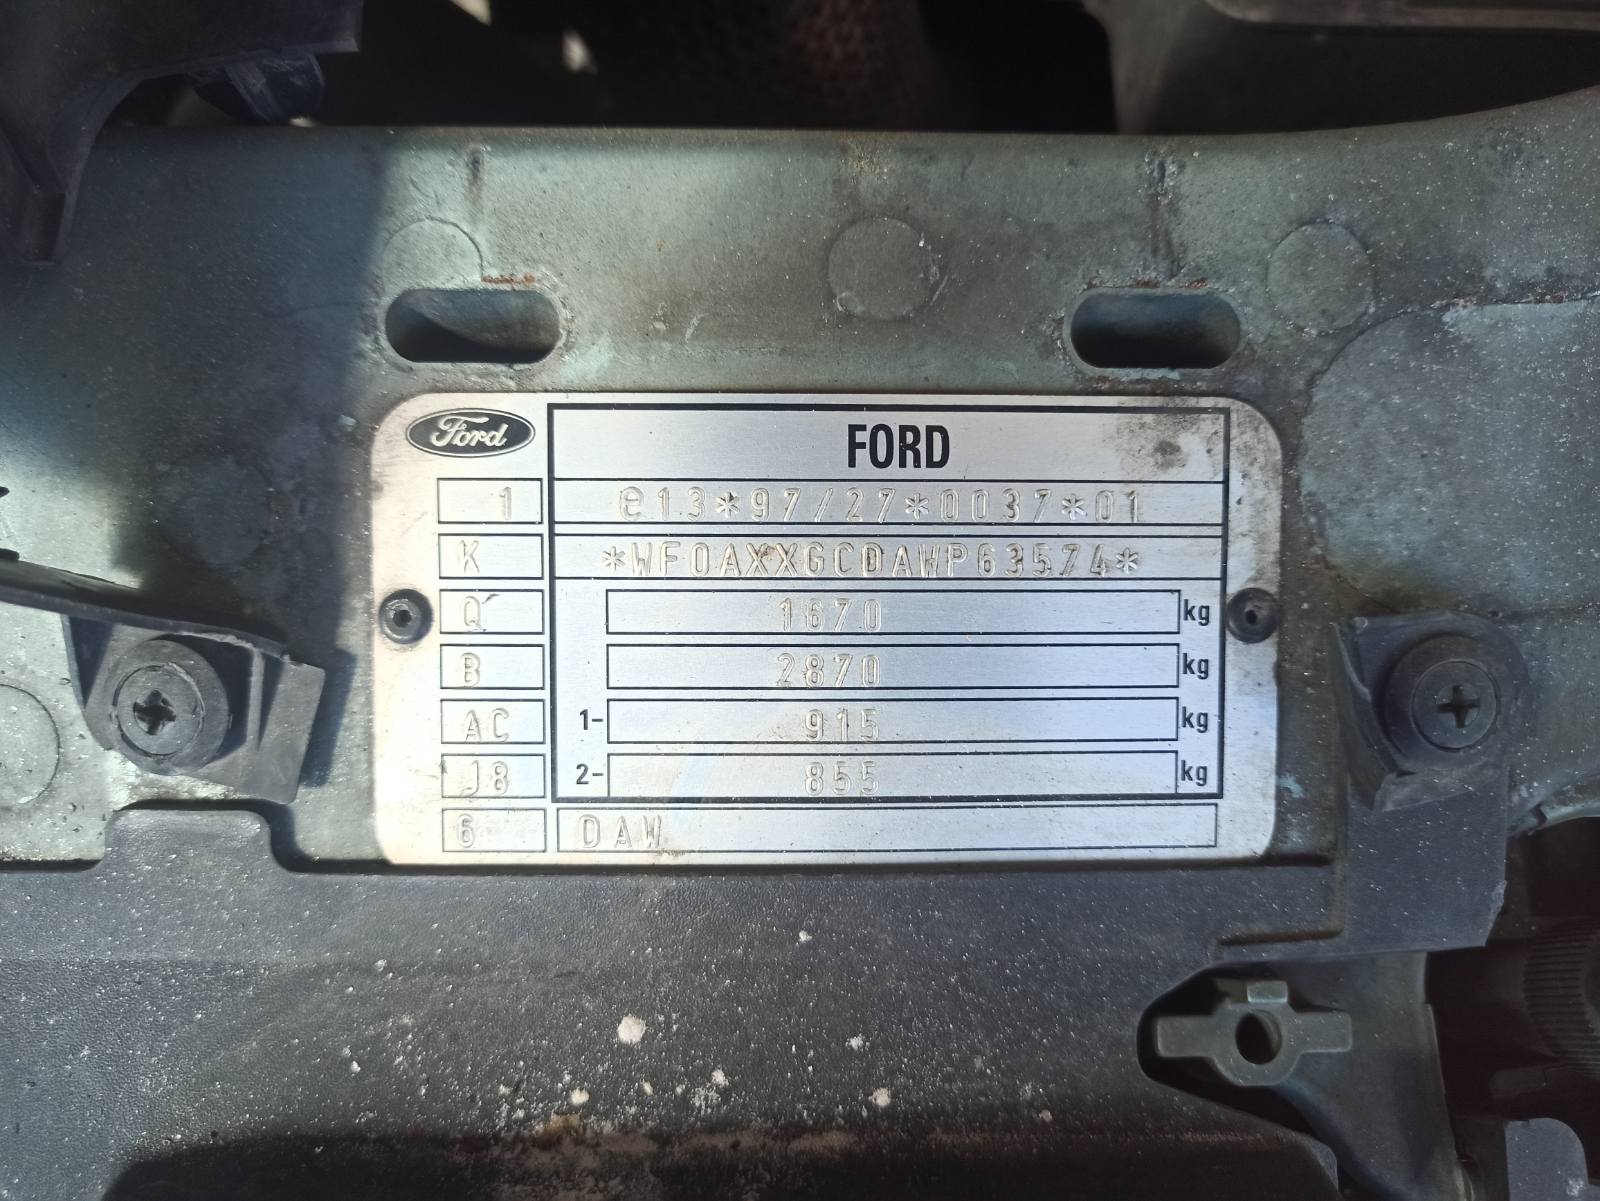 Ford FORD
1 e13*97/27*0037*01
K *WF0AXXGCDAWP63574*
Q 1670 kg
B 2870 kg
AC 1- 915 kg
J8 2- 855 kg
6 DAW